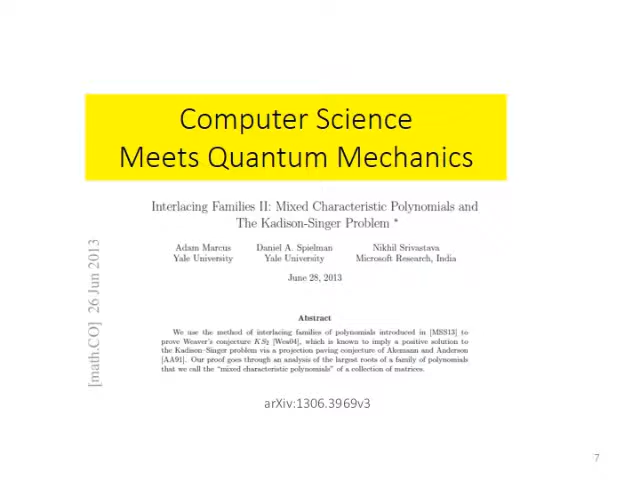 Computer Science
Meets Quantum Mechanics
Interlacing Families II: Mixed Characteristic Polynomials and
The Kadison-Singer Problem *
Adam Marcus Daniel A. Spielman Nikhil Srivastava
Yale University Yale University Microsoft Research, India
June 28, 2013
[math.CO] 26 Jun 2013
Abstract
We use the method of interlacing families of polynomials introduced in [MSS13] to
prove Weaver's conjecture KS2 [Wea04], which is known to imply a positive solution to
the Kadison–Singer problem via a projection paving conjecture of Akemann and Anderson
[AA91]. Our proof goes through an analysis of the largest roots of a family of polynomials
that we call the "mixed characteristic polynomials" of a collection of matrices.
arXiv:1306.3969v3
7